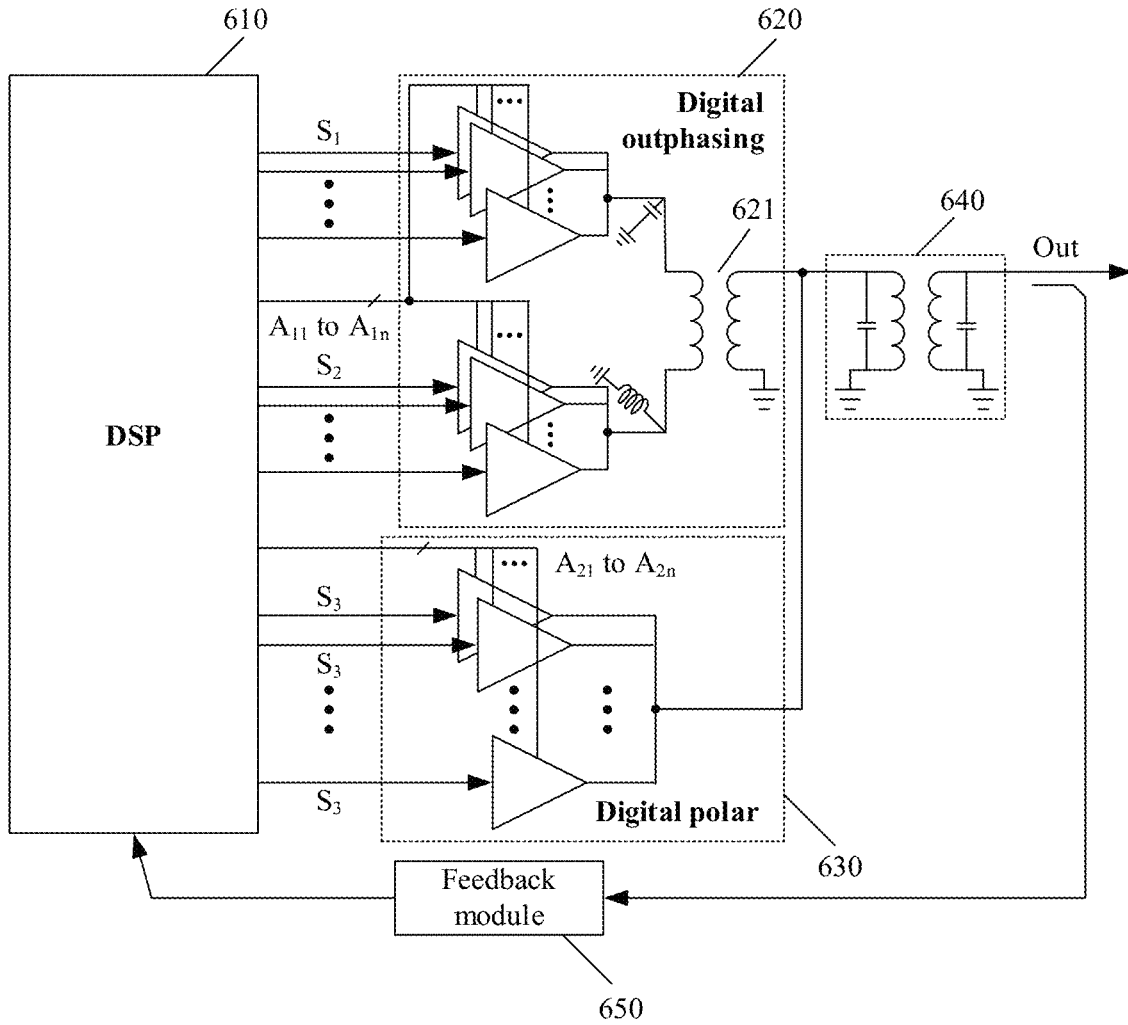 610
620
Digital
outphasing
S₁
621
640
Out
A₁₁ to A₁ₙ
S₂
DSP
A₂₁ to A₂ₙ
S₃
S₃
S₃
Digital polar
630
Feedback
module
650